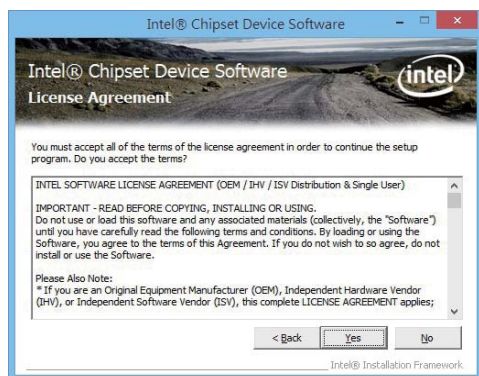 Intel® Chipset Device Software
Intel® Chipset Device Software
intel
License Agreement
You must accept all of the terms of the license agreement in order to continue the setup
program. Do you accept the terms?
INTEL SOFTWARE LICENSE AGREEMENT (OEM / IHV / ISV Distribution & Single User)
IMPORTANT - READ BEFORE COPYING, INSTALLING OR USING.
Do not use or load this software and any associated materials (collectively, the "Software")
until you have carefully read the following terms and conditions. By loading or using the
Software, you agree to the terms of this Agreement. If you do not wish to so agree, do not
install or use the Software.
Please Also Note:
* If you are an Original Equipment Manufacturer (OEM), Independent Hardware Vendor
(IHV), or Independent Software Vendor (ISV), this complete LICENSE AGREEMENT applies;
< Back Yes No
Intel® Installation Framework